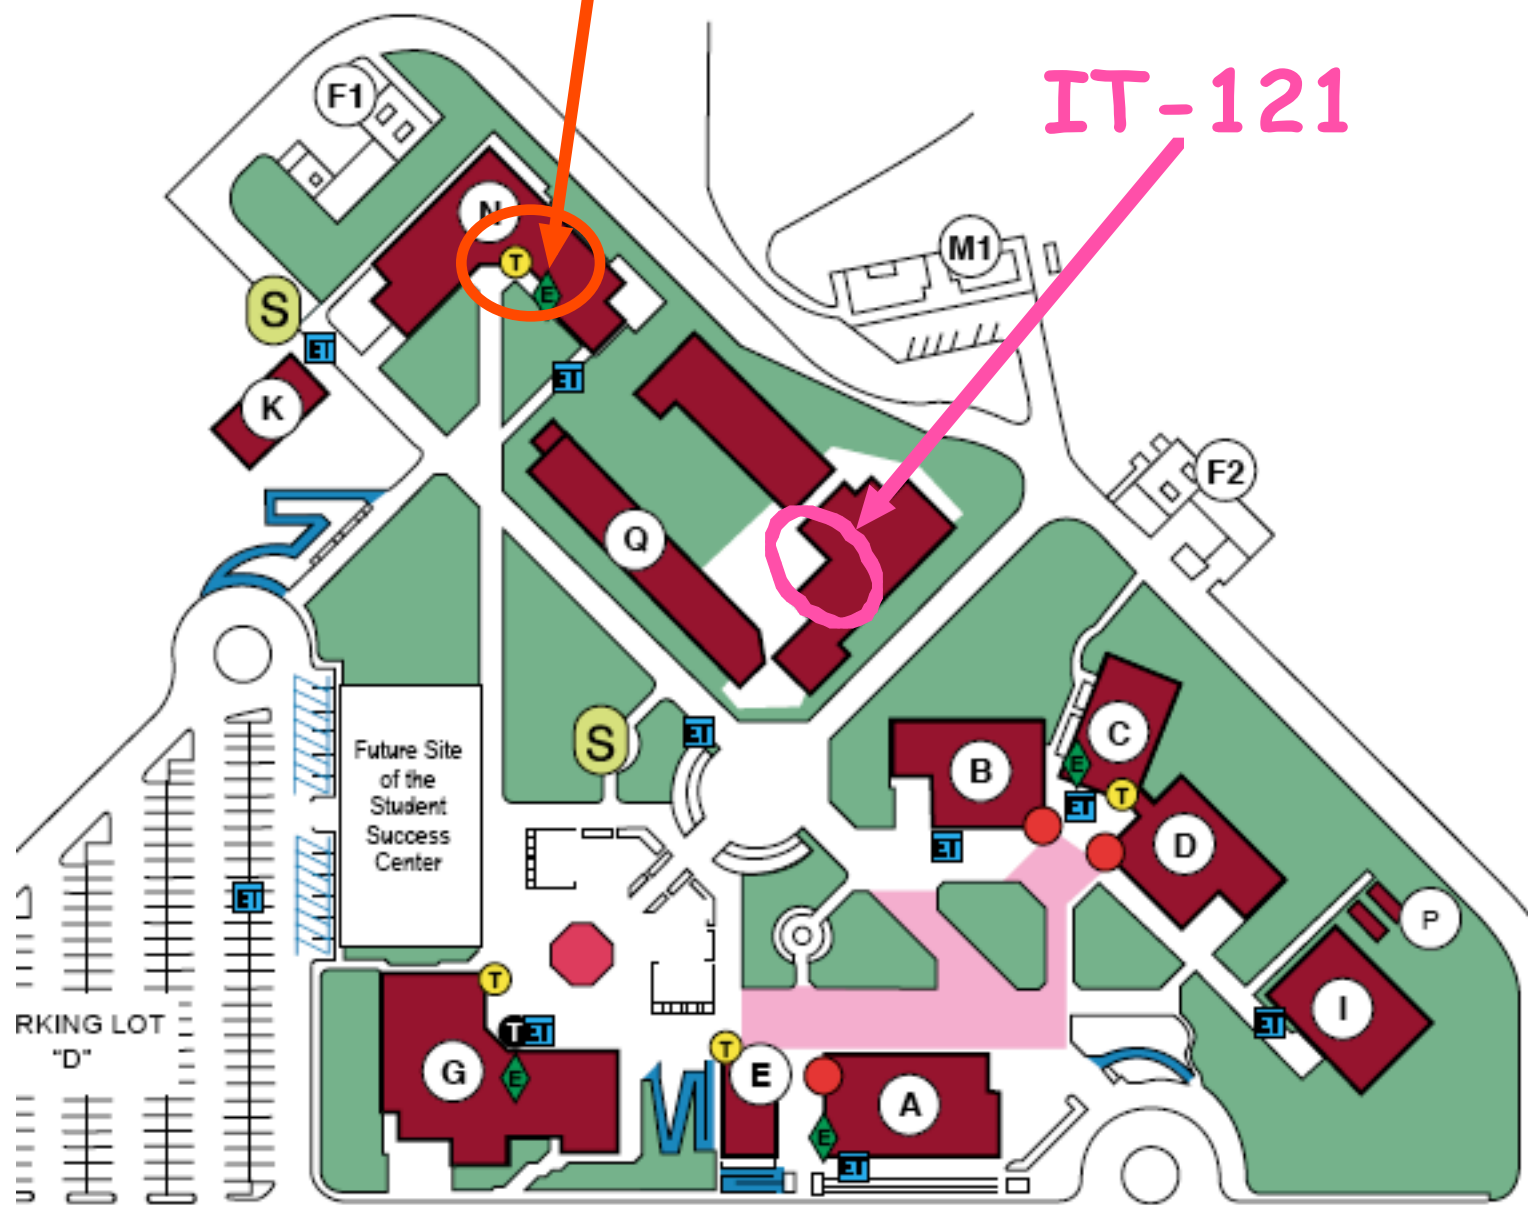 IT-121
F1
N
T
E
M1
S
ET
ET
K
F2
Q
S
ET
C
B
E
T
ET
ET
D
Future Site
of the
Student
Success
Center
ET
P
T
I
RKING LOT
"D"
T
ET
ET
G
E
T
E
A
E
ET